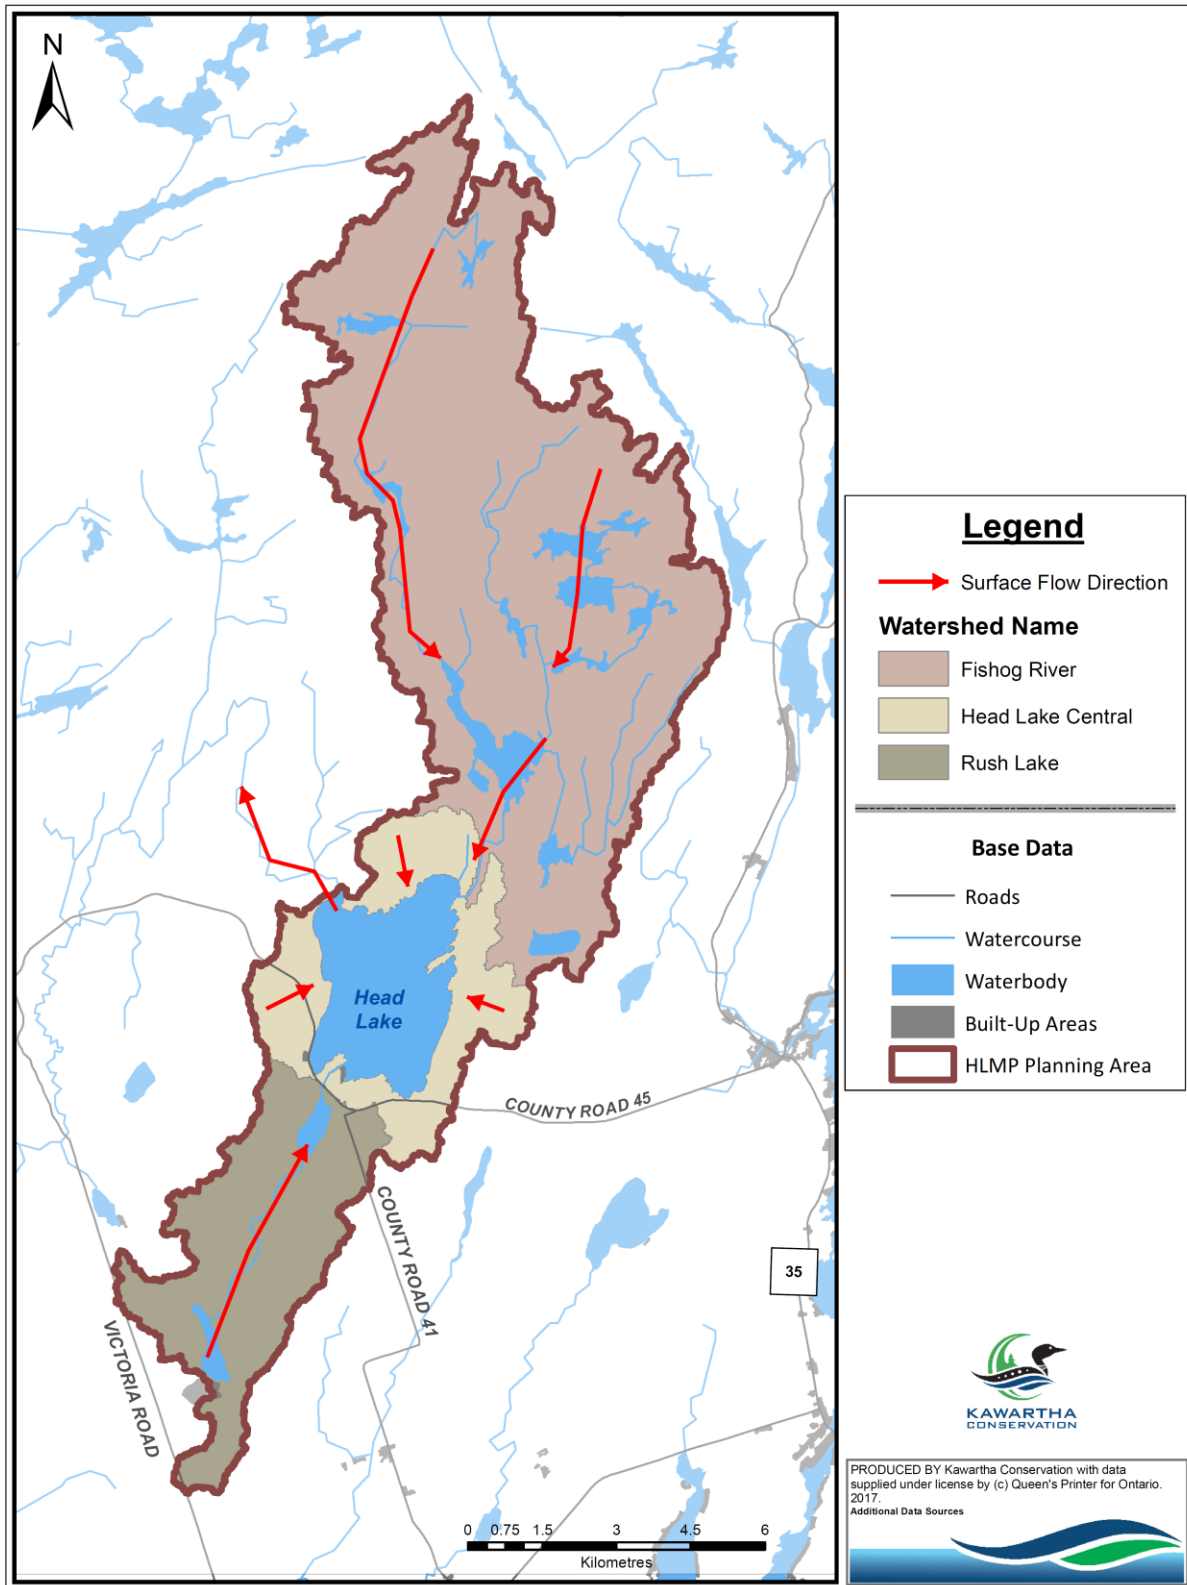 N
Head
Lake
COUNTY ROAD 45
COUNTY ROAD 41
VICTORIA ROAD
35
0 0.75 1.5 3 4.5 6
Kilometres
Legend
Surface Flow Direction
Watershed Name
Fishog River
Head Lake Central
Rush Lake
Base Data
Roads
Watercourse
Waterbody
Built-Up Areas
HLMP Planning Area
KAWARTHA
CONSERVATION
PRODUCED BY Kawartha Conservation with data
supplied under license by (c) Queen's Printer for Ontario.
2017.
Additional Data Sources